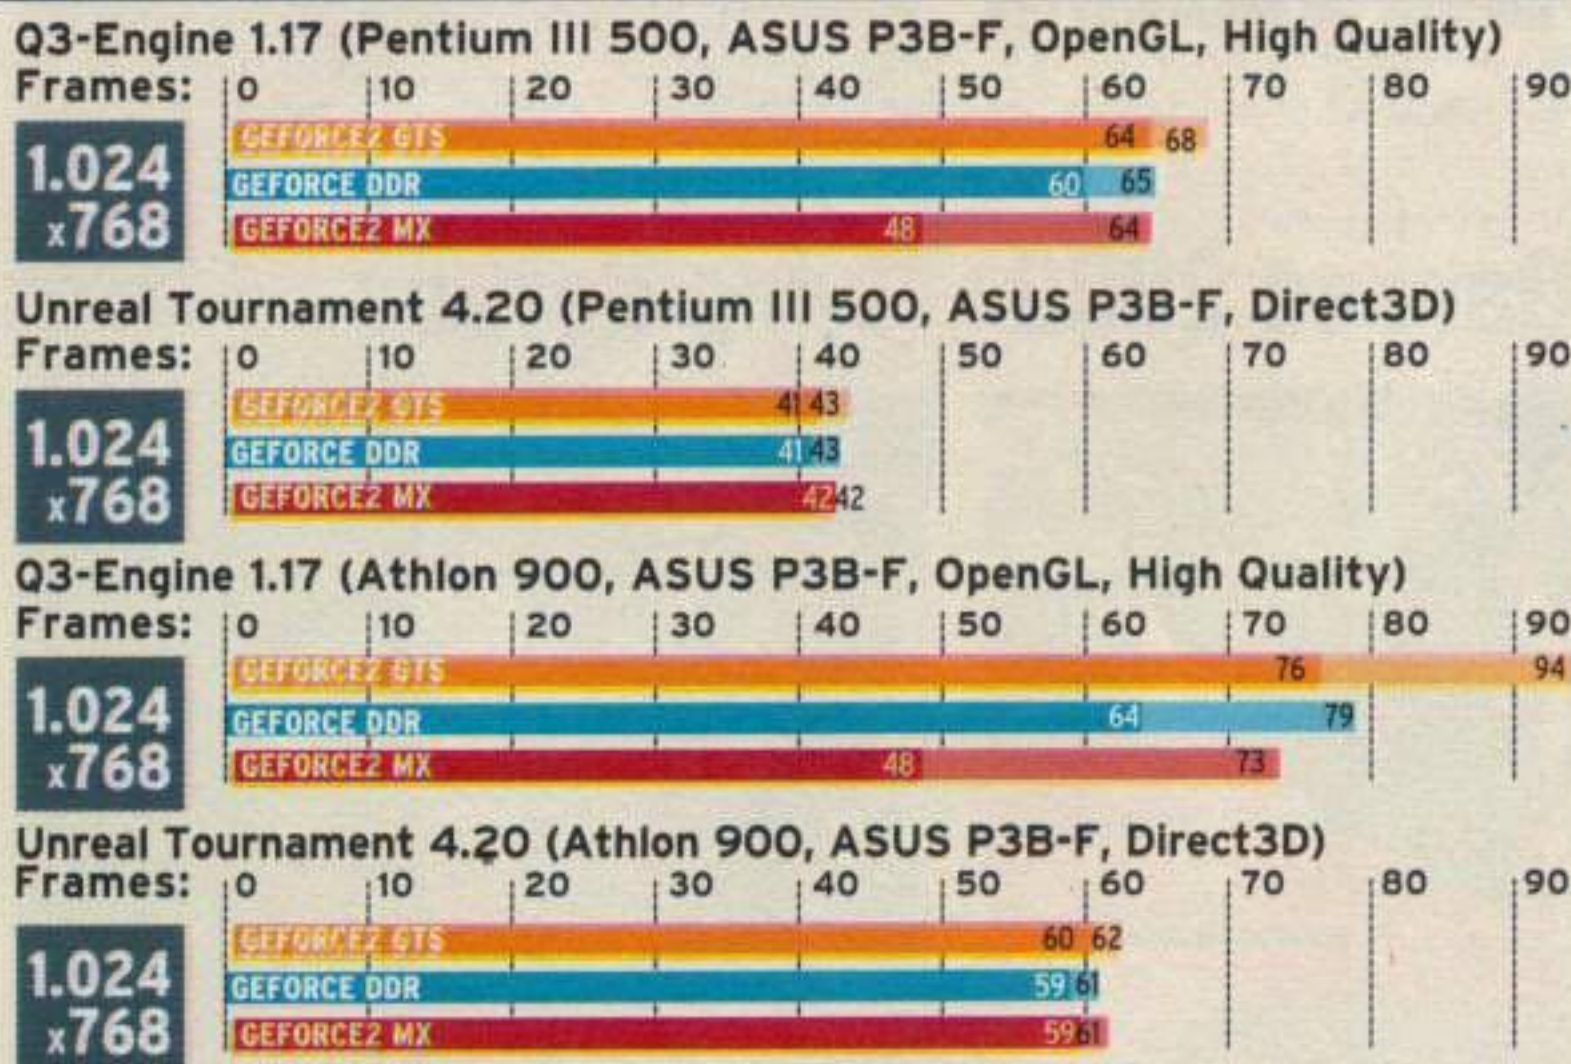 Q3-Engine 1.17 (Pentium III 500, ASUS P3B-F, OpenGL, High Quality)
Frames: 0 10 20 30 40 50 60 70 80 90
1.024
x768
GEFORCE2 GTS 64 68
GEFORCE DDR 60 65
GEFORCE2 MX 48 64
Unreal Tournament 4.20 (Pentium III 500, ASUS P3B-F, Direct3D)
Frames: 0 10 20 30 40 50 60 70 80 90
1.024
x768
GEFORCE2 GTS 41 43
GEFORCE DDR 41 43
GEFORCE2 MX 42 42
Q3-Engine 1.17 (Athlon 900, ASUS P3B-F, OpenGL, High Quality)
Frames: 0 10 20 30 40 50 60 70 80 90
1.024
x768
GEFORCE2 GTS 76 94
GEFORCE DDR 64 79
GEFORCE2 MX 48 73
Unreal Tournament 4.20 (Athlon 900, ASUS P3B-F, Direct3D)
Frames: 0 10 20 30 40 50 60 70 80 90
1.024
x768
GEFORCE2 GTS 60 62
GEFORCE DDR 59 61
GEFORCE2 MX 59 61